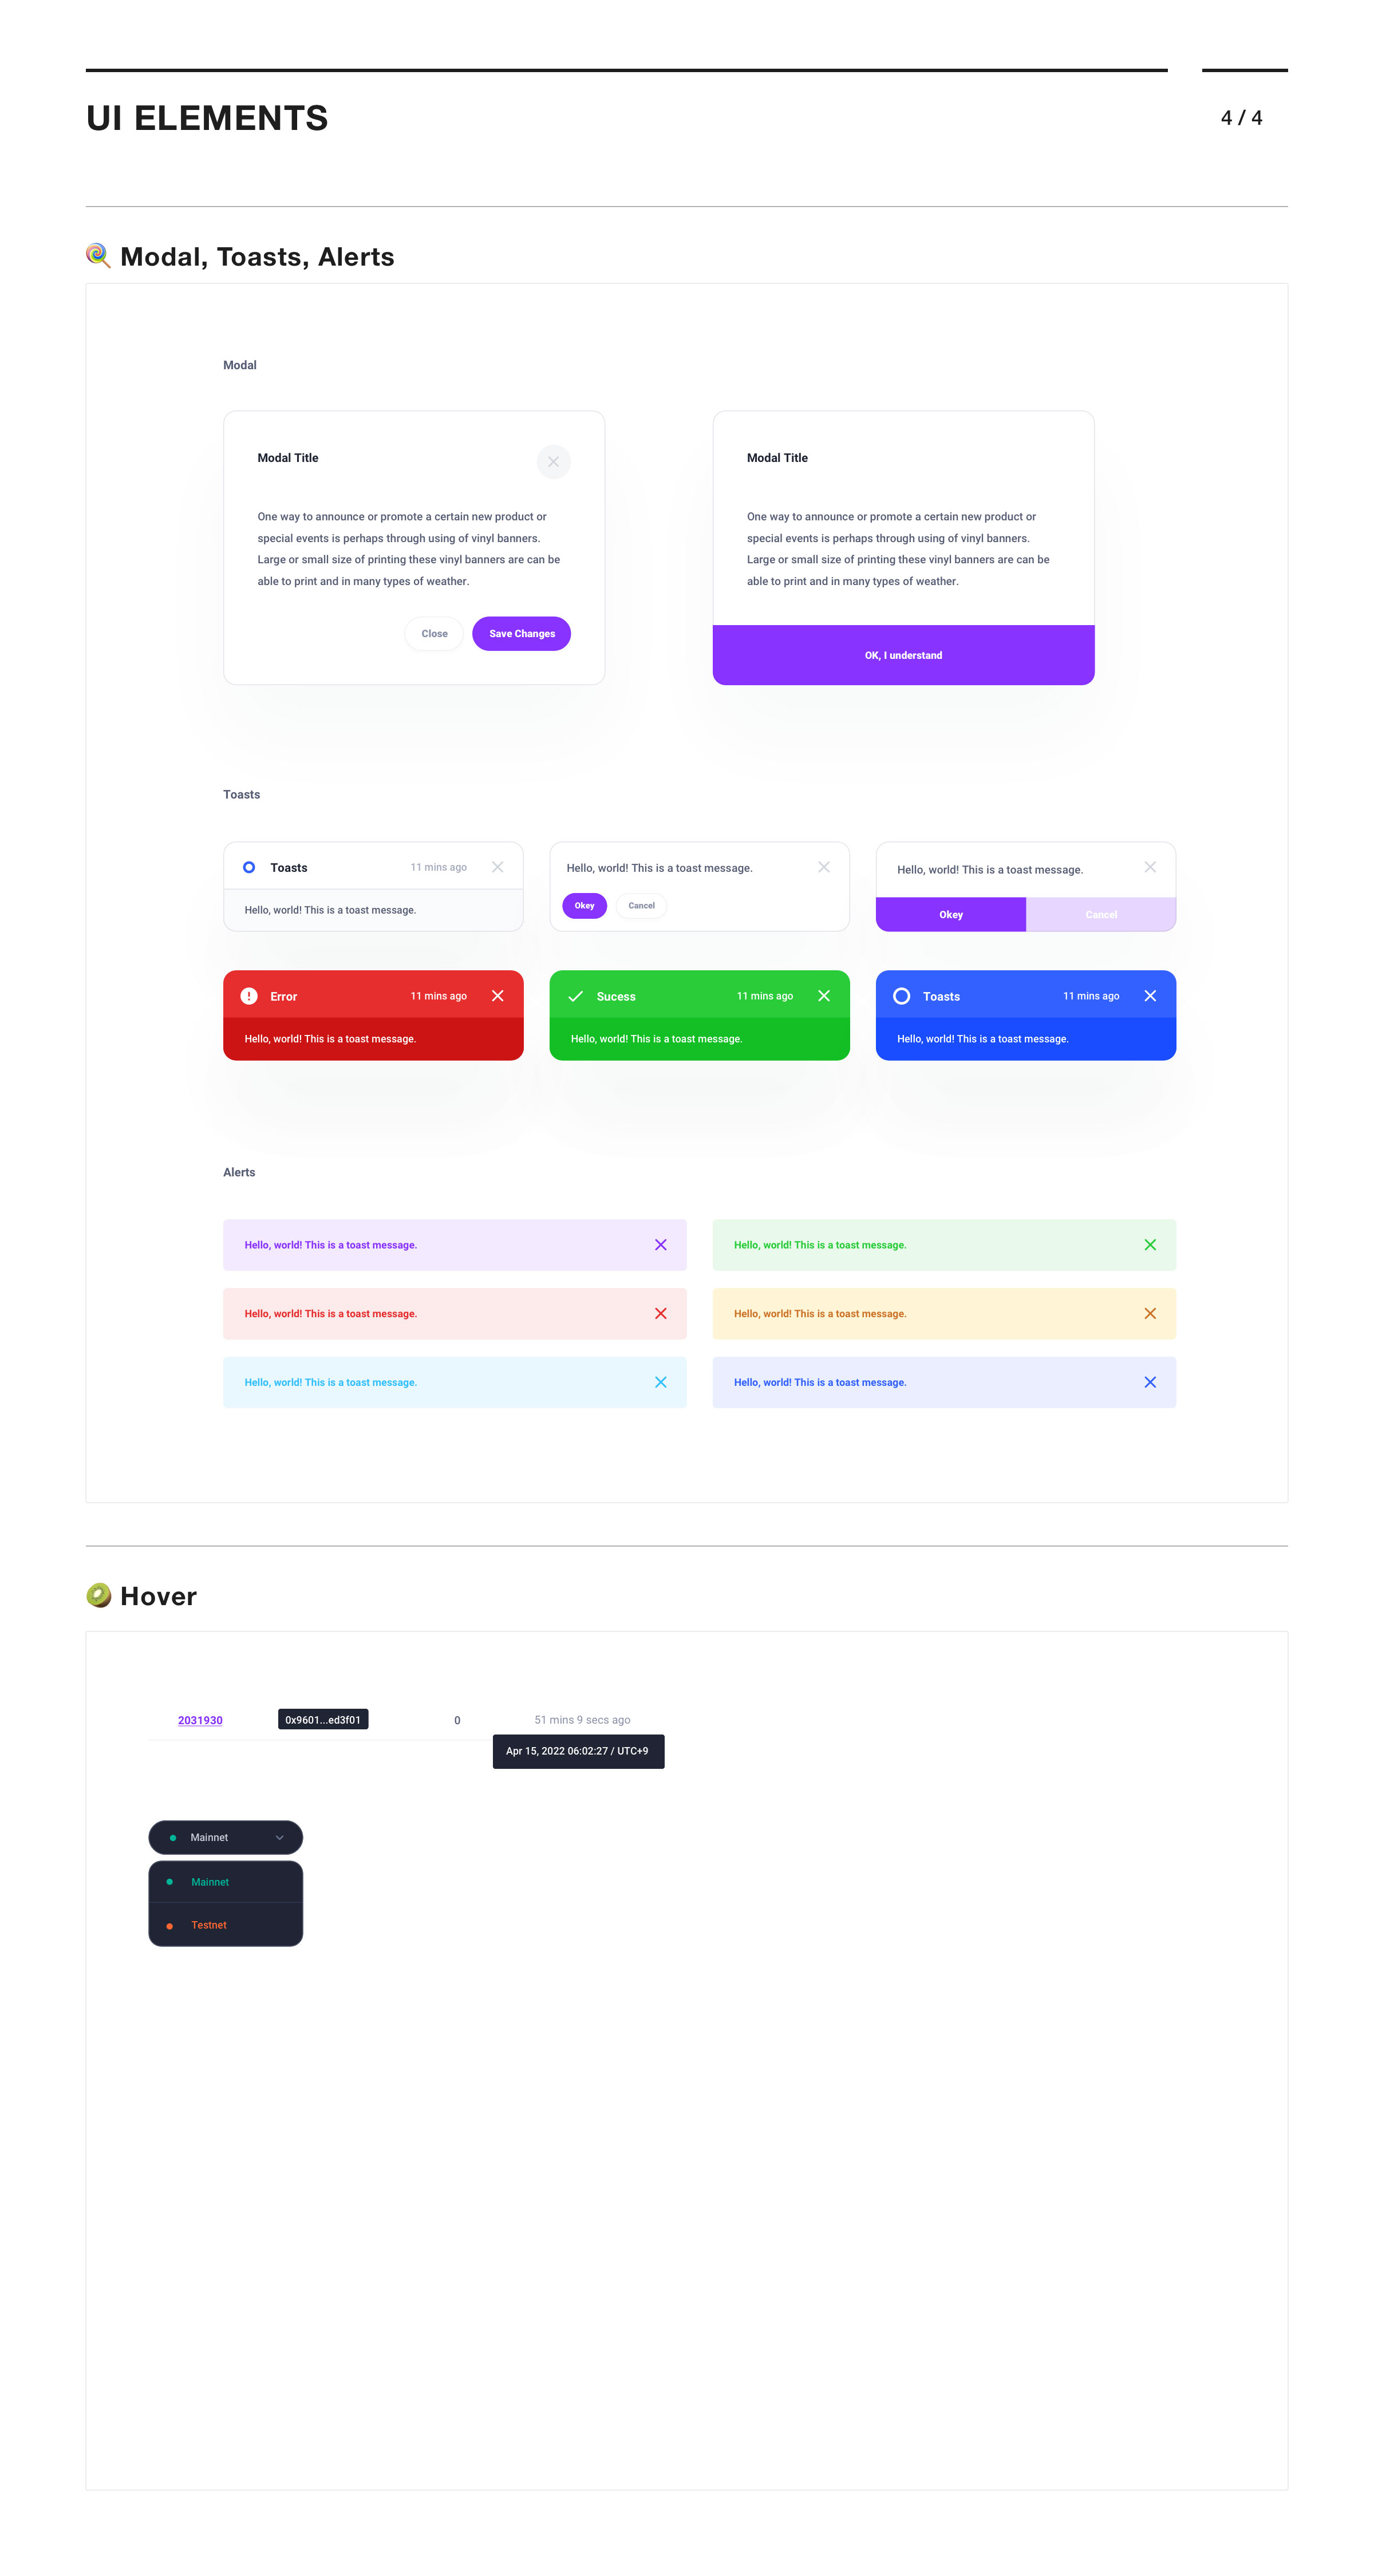 UI ELEMENTS
4 / 4
Modal, Toasts, Alerts
Modal
Modal Title
One way to announce or promote a certain new product or
special events is perhaps through using of vinyl banners.
Large or small size of printing these vinyl banners are can be
able to print and in many types of weather.
Close
Save Changes
Modal Title
One way to announce or promote a certain new product or
special events is perhaps through using of vinyl banners.
Large or small size of printing these vinyl banners are can be
able to print and in many types of weather.
OK, I understand
Toasts
Toasts
11 mins ago
Hello, world! This is a toast message.
Hello, world! This is a toast message.
Okey
Cancel
Hello, world! This is a toast message.
Okey
Cancel
Error
11 mins ago
Hello, world! This is a toast message.
Sucess
11 mins ago
Hello, world! This is a toast message.
Toasts
11 mins ago
Hello, world! This is a toast message.
Alerts
Hello, world! This is a toast message.
Hello, world! This is a toast message.
Hello, world! This is a toast message.
Hello, world! This is a toast message.
Hello, world! This is a toast message.
Hello, world! This is a toast message.
Hover
2031930
0x9601...ed3f01
0
51 mins 9 secs ago
Apr 15, 2022 06:02:27 / UTC+9
Mainnet
Mainnet
Testnet